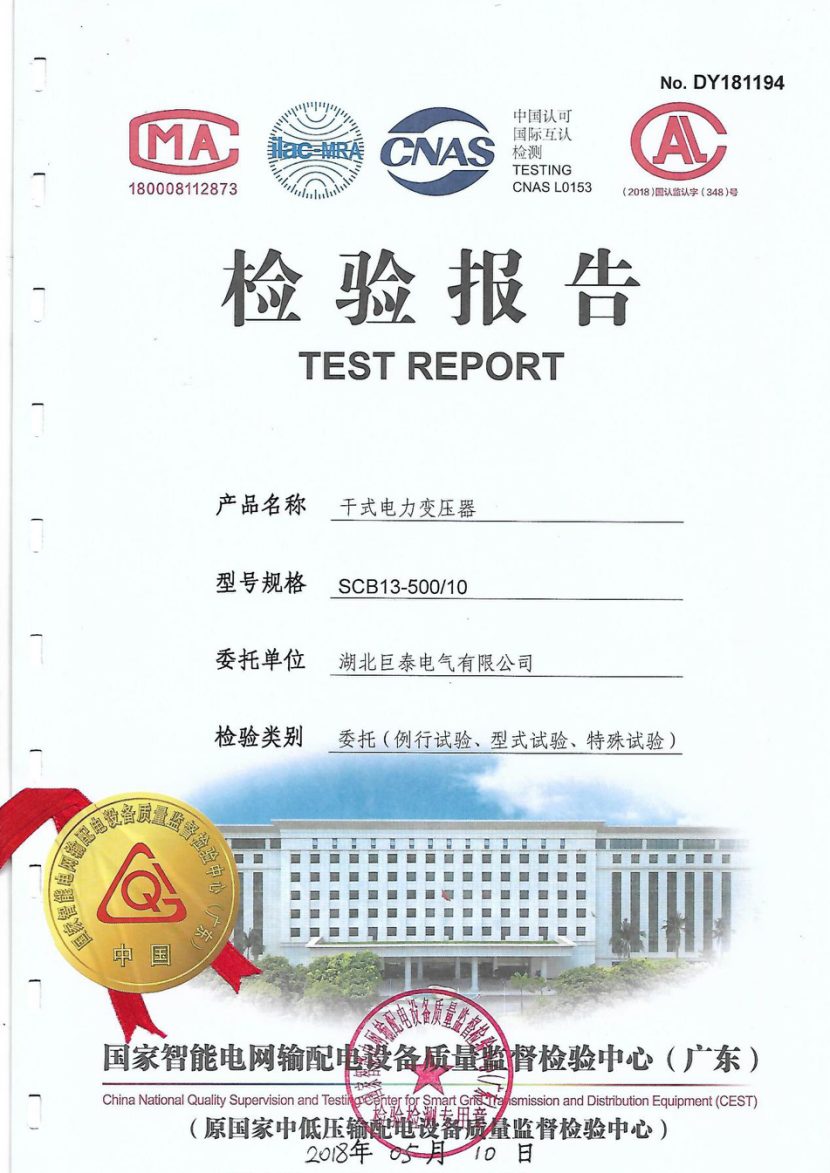 No. DY181194
MA
180008112873
ilac-MRA
CNAS
中国认可
国际互认
检测
TESTING
CNAS L0153
AL
(2018)国认监认字(348)号
检验报告
TEST REPORT
产品名称 干式电力变压器
型号规格 SCB13-500/10
委托单位 湖北巨泰电气有限公司
检验类别 委托(例行试验、型式试验、特殊试验)
国家智能电网输配电设备质量监督检验中心(广东)
中国
国家智能电网输配电设备质量监督检验中心(广东)
China National Quality Supervision and Testing Center for Smart Grid Transmission and Distribution Equipment (CEST)
检验检测专用章
(原国家中低压输配电设备质量监督检验中心)
2018年 05月 10日